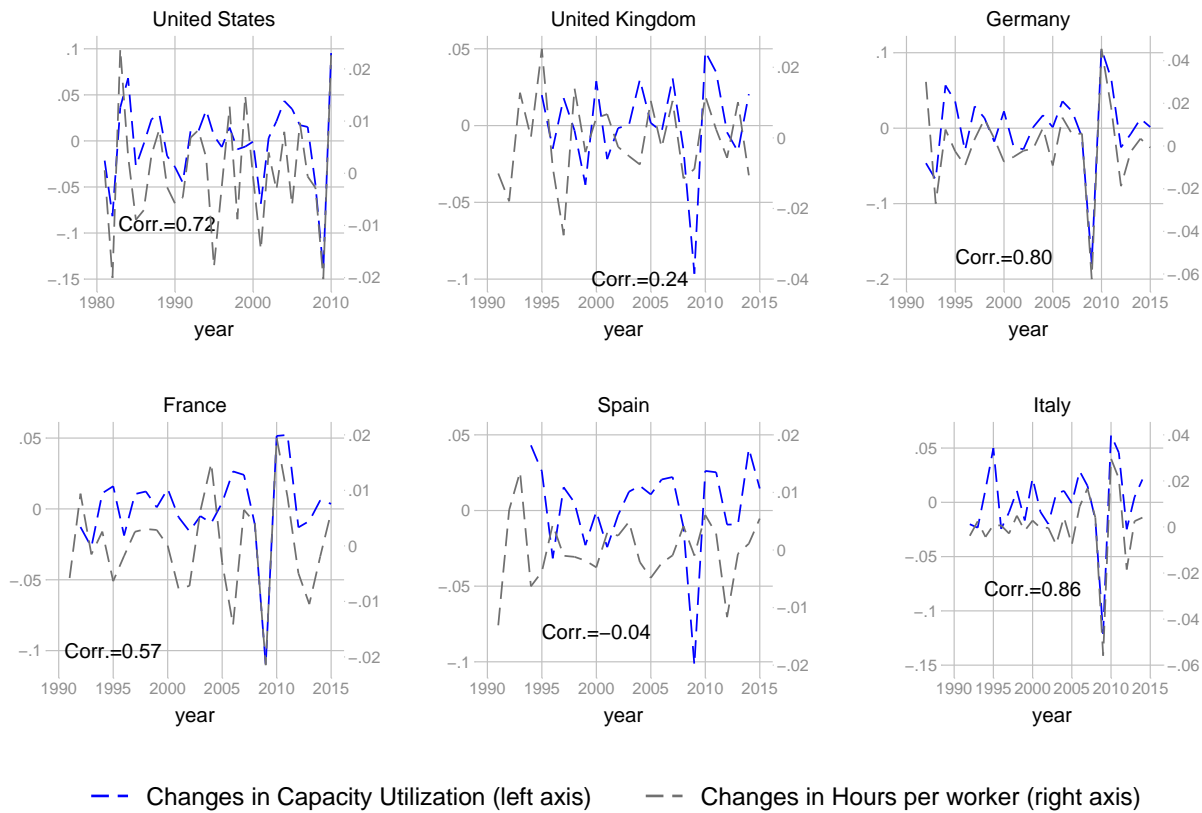 United States
.1
.05
0
−.05
−.1
−.15
.02
.01
0
−.01
−.02
Corr.=0.72
1980 1990 2000 2010
year
United Kingdom
.05
0
−.05
−.1
.02
0
−.02
−.04
Corr.=0.24
1990 1995 2000 2005 2010 2015
year
Germany
.1
0
−.1
−.2
.04
.02
0
−.02
−.04
−.06
Corr.=0.80
1990 1995 2000 2005 2010 2015
year
France
.05
0
−.05
−.1
.02
.01
0
−.01
−.02
Corr.=0.57
1990 1995 2000 2005 2010 2015
year
Spain
.05
0
−.05
−.1
.02
.01
0
−.01
−.02
Corr.=−0.04
1990 1995 2000 2005 2010 2015
year
Italy
.05
0
−.05
−.1
−.15
.04
.02
0
−.02
−.04
−.06
Corr.=0.86
1990 1995 2000 2005 2010 2015
year
Changes in Capacity Utilization (left axis) Changes in Hours per worker (right axis)